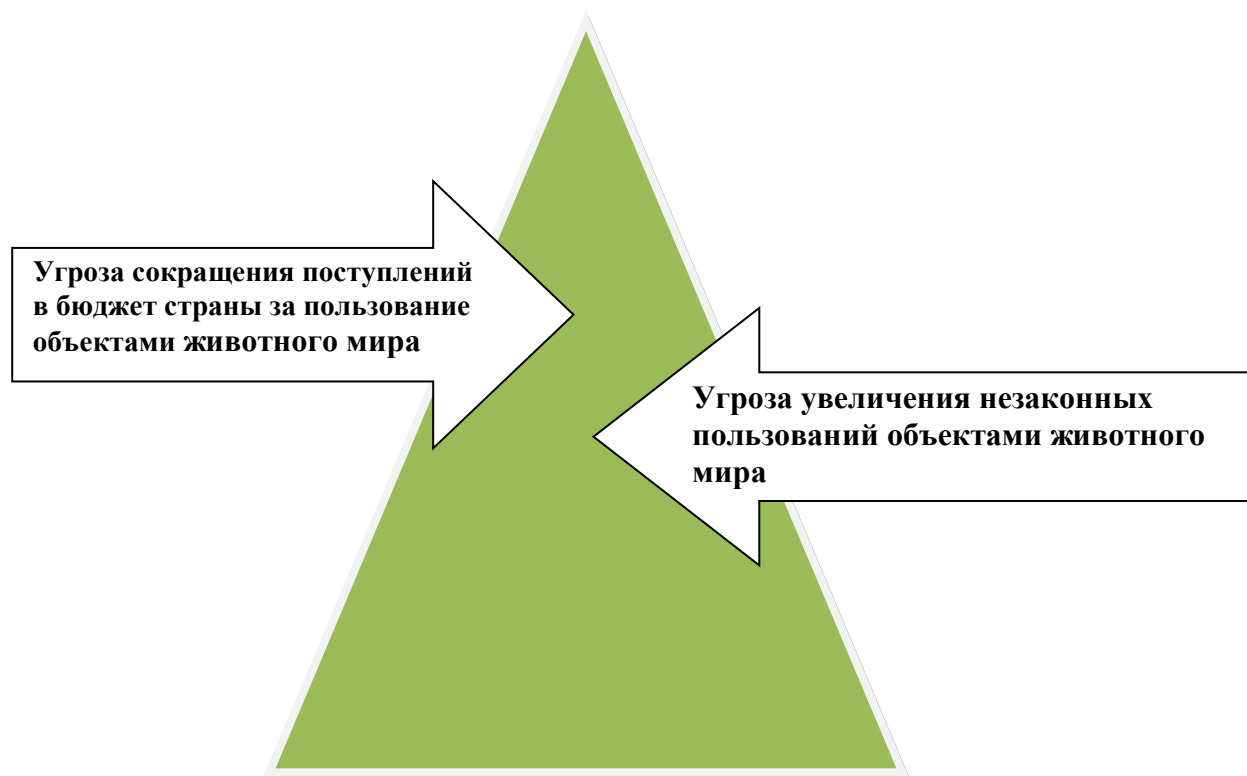 Угроза сокращения поступлений
в бюджет страны за пользование
объектами животного мира
Угроза увеличения незаконных
пользований объектами животного
мира